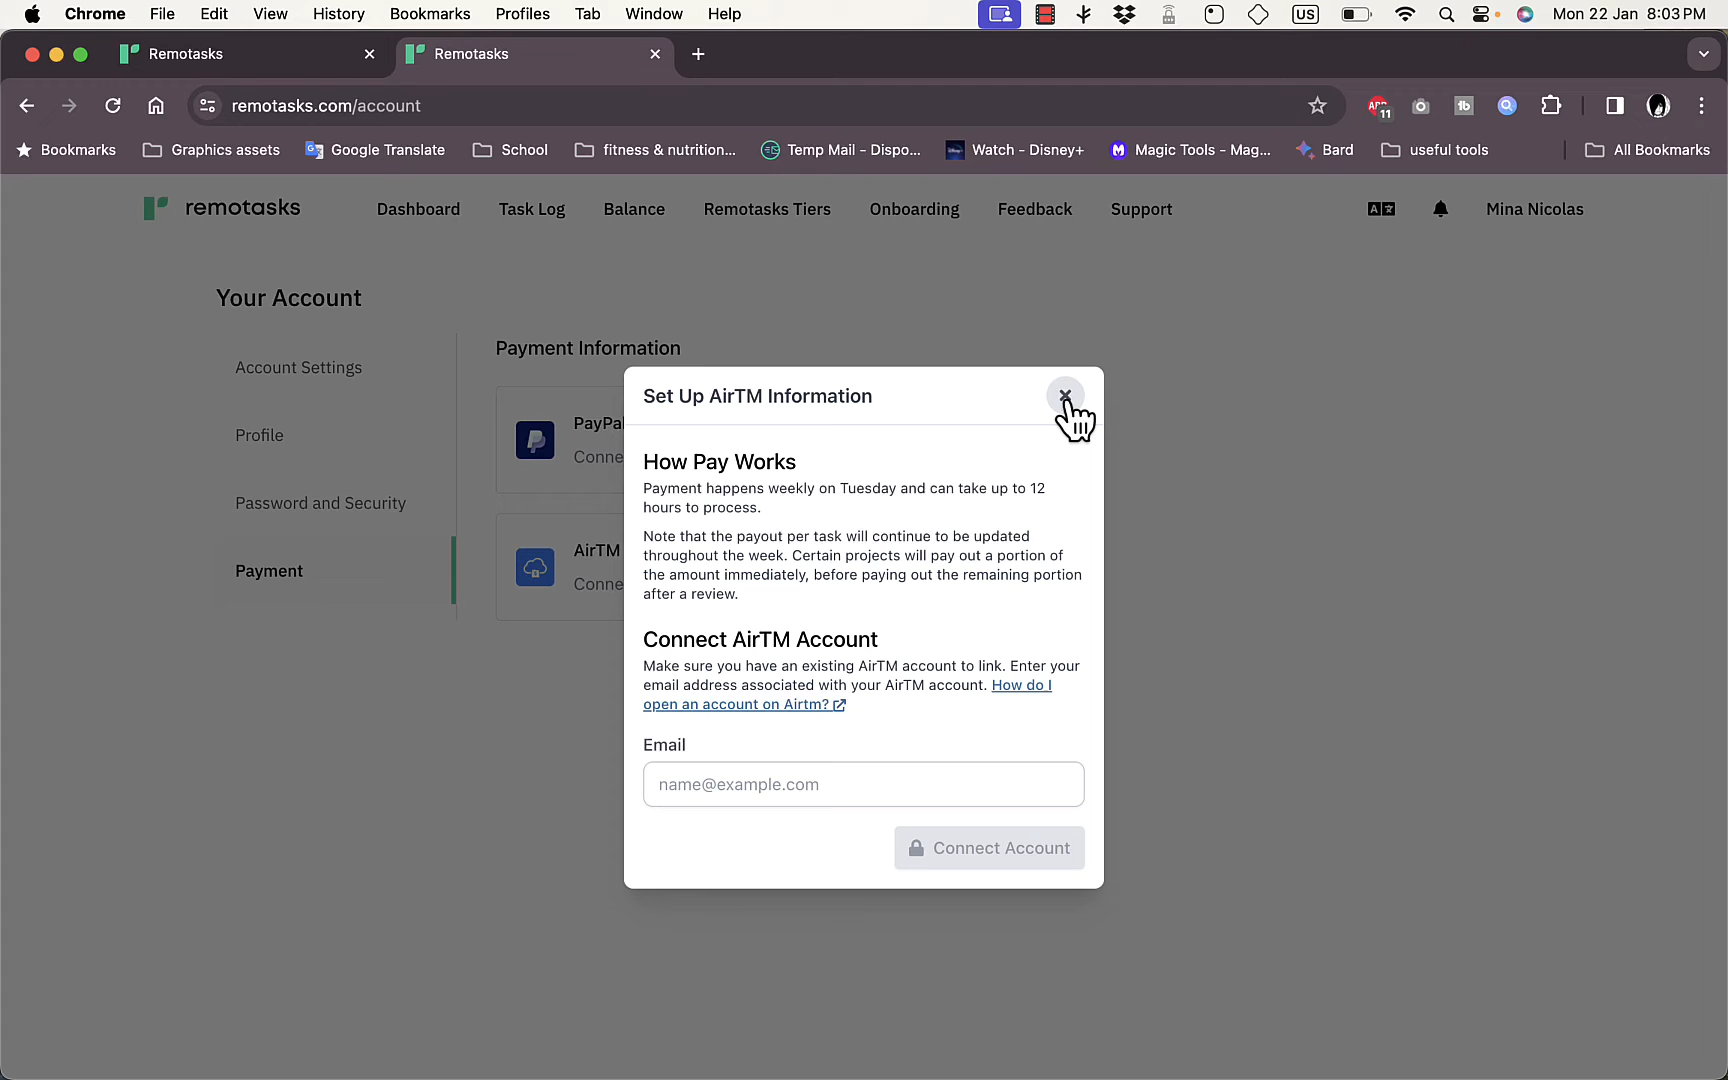 Chrome File Edit View History Bookmarks Profiles Tab Window Help US Mon 22 Jan 8:03 PM
Remotasks Remotasks
remotasks.com/account ABP 11 tb
Bookmarks Graphics assets Google Translate School fitness & nutrition... Temp Mail - Dispo... Watch - Disney+ Magic Tools - Mag... Bard useful tools All Bookmarks
remotasks Dashboard Task Log Balance Remotasks Tiers Onboarding Feedback Support Mina Nicolas
Your Account
Account Settings
Profile
Password and Security
Payment
Payment Information
PayPal
Conne
AirTM
Conne
Set Up AirTM Information
How Pay Works
Payment happens weekly on Tuesday and can take up to 12
hours to process.
Note that the payout per task will continue to be updated
throughout the week. Certain projects will pay out a portion of
the amount immediately, before paying out the remaining portion
after a review.
Connect AirTM Account
Make sure you have an existing AirTM account to link. Enter your
email address associated with your AirTM account. How do I
open an account on Airtm?
Email
name@example.com
Connect Account